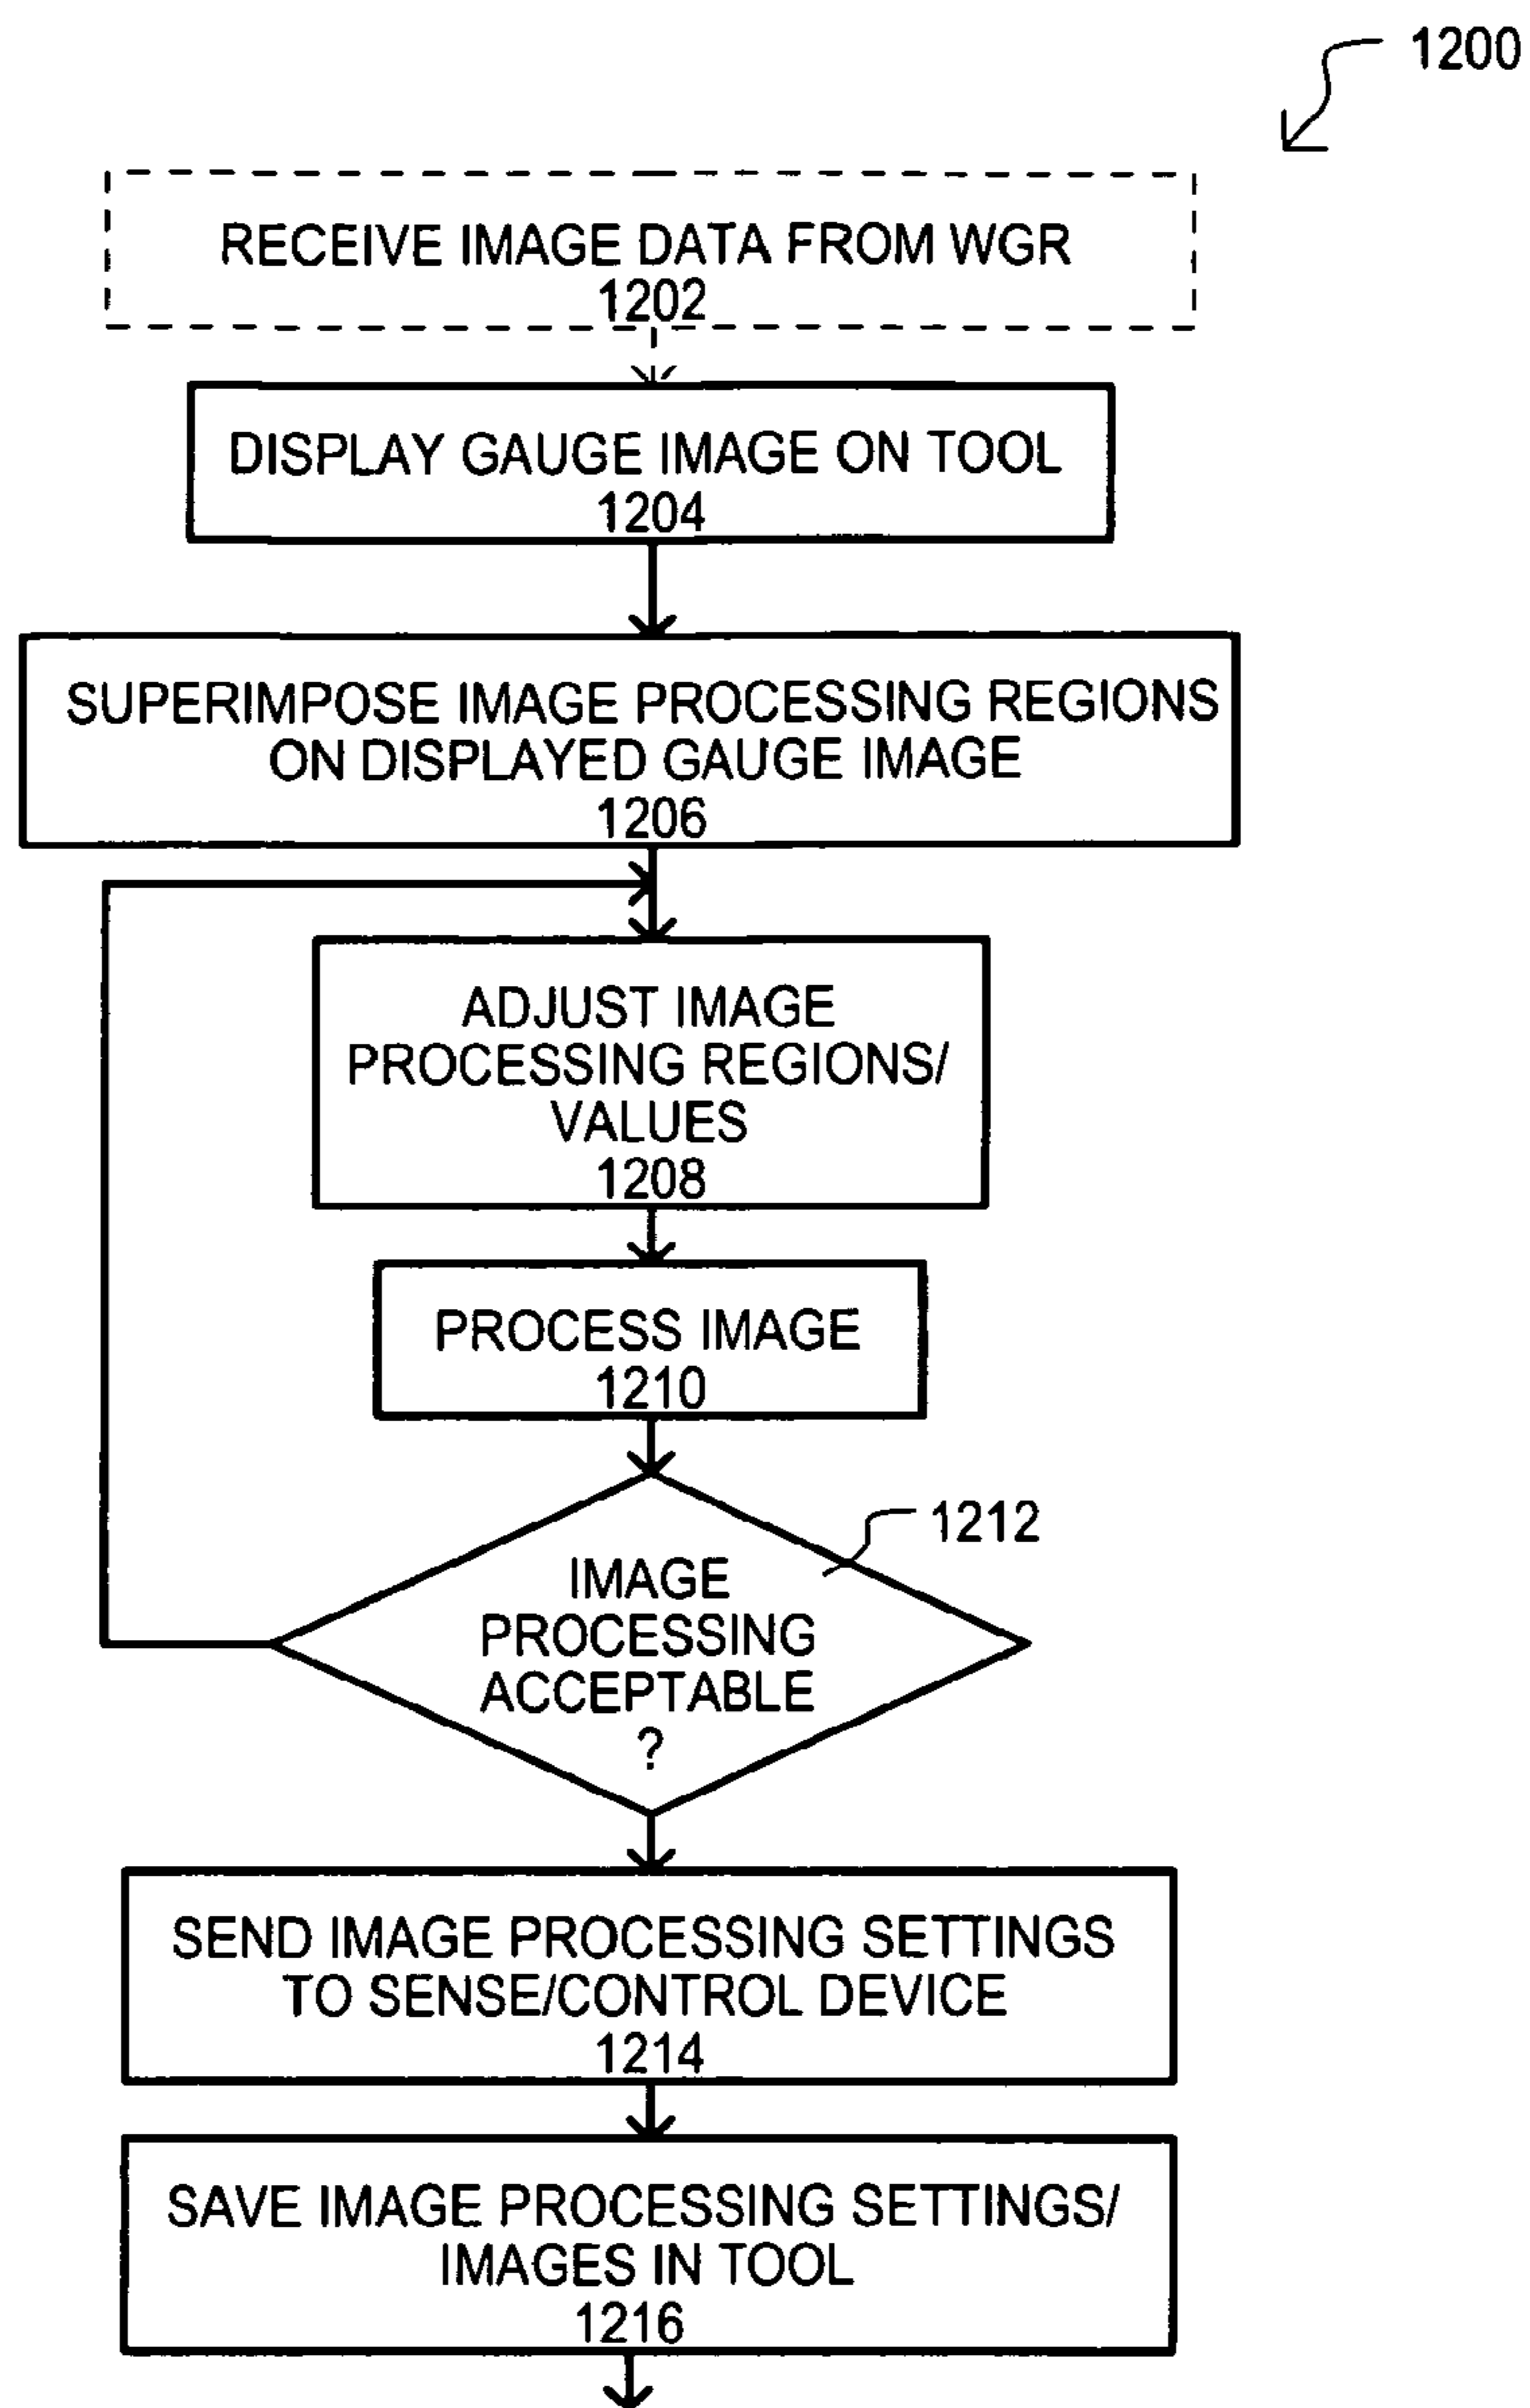 1200
RECEIVE IMAGE DATA FROM WGR
1202
DISPLAY GAUGE IMAGE ON TOOL
1204
SUPERIMPOSE IMAGE PROCESSING REGIONS
ON DISPLAYED GAUGE IMAGE
1206
ADJUST IMAGE
PROCESSING REGIONS/
VALUES
1208
PROCESS IMAGE
1210
1212
IMAGE
PROCESSING
ACCEPTABLE
?
SEND IMAGE PROCESSING SETTINGS
TO SENSE/CONTROL DEVICE
1214
SAVE IMAGE PROCESSING SETTINGS/
IMAGES IN TOOL
1216